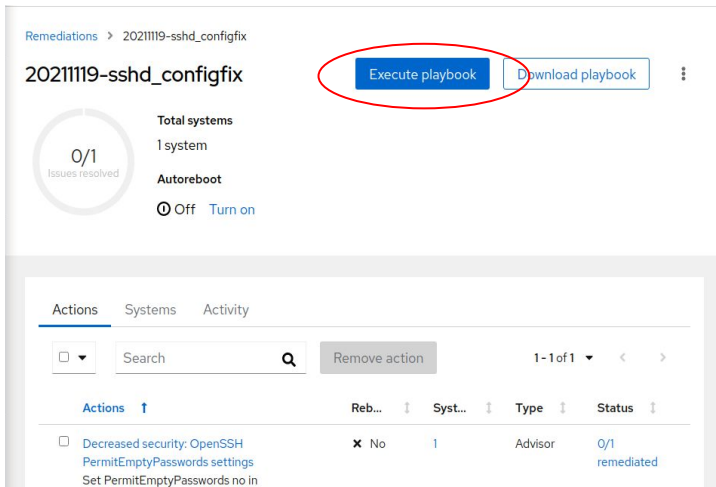 Remediations > 20211119-sshd_configfix
20211119-sshd_configfix
Execute playbook
Download playbook
0/1
Issues resolved
Total systems
1 system
Autoreboot
Off Turn on
Actions Systems Activity
Search
Remove action
1 - 1 of 1
Actions Reb... Syst... Type Status
Decreased security: OpenSSH
PermitEmptyPasswords settings
Set PermitEmptyPasswords no in
No
1
Advisor
0/1
remediated